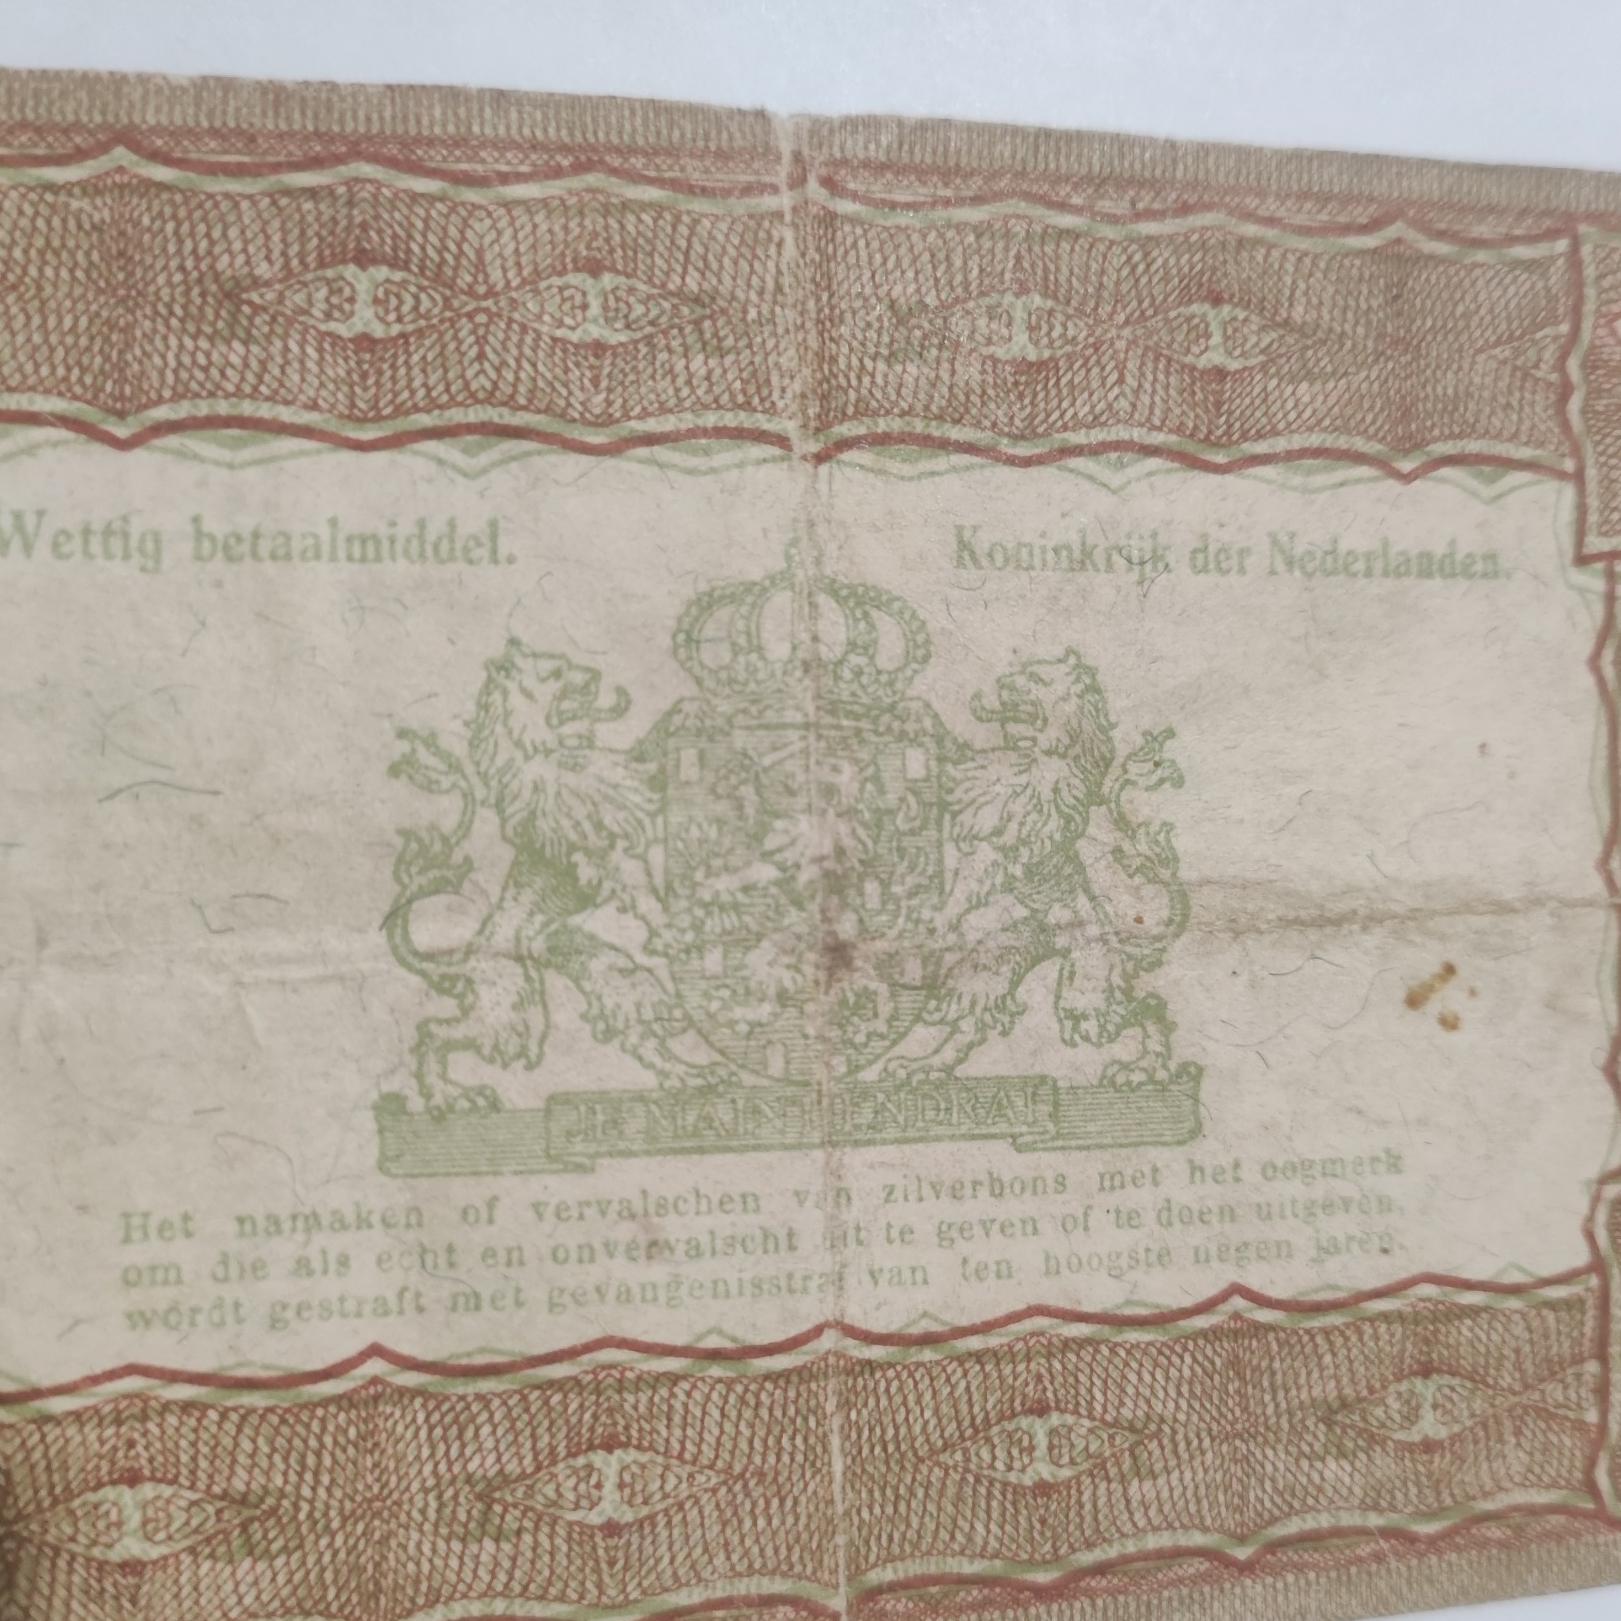 Wettig betaalmiddel.
Koninkrijk der Nederlanden.
JE MAINTIENDRAI
Het namaken of vervalschen van zilverbons met het oogmerk
om die als echt en onvervalscht uit te geven of te doen uitgeven,
wordt gestraft met gevangenisstraf van ten hoogste negen jaren.